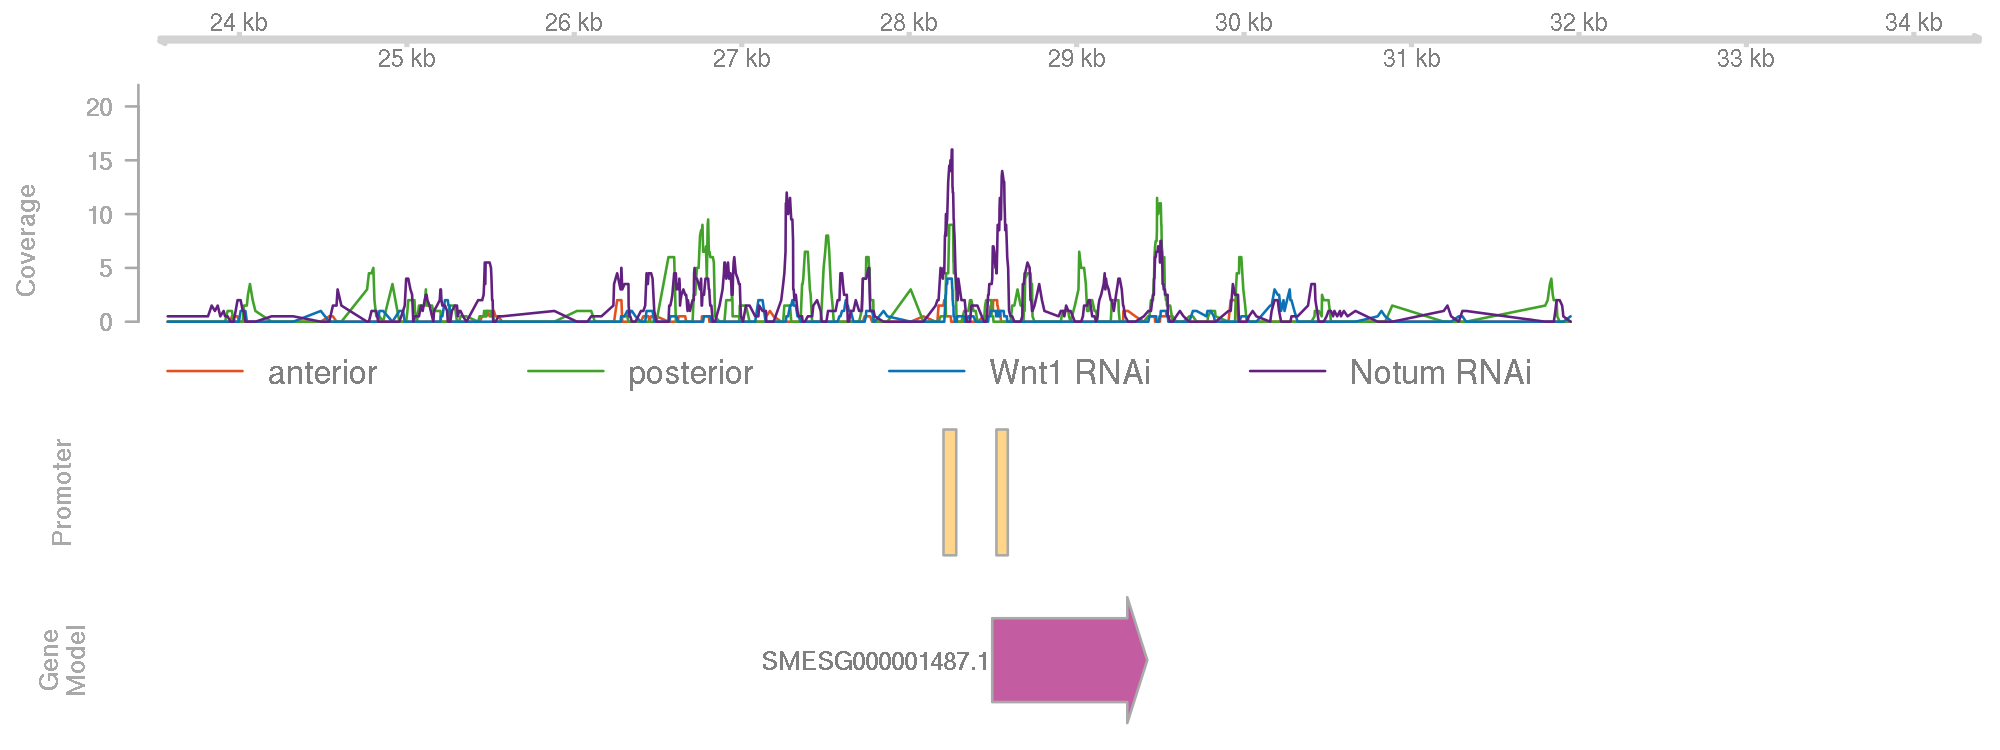 24 kb 26 kb 28 kb 30 kb 32 kb 34 kb
25 kb 27 kb 29 kb 31 kb 33 kb
Coverage
20
15
10
5
0
anterior posterior Wnt1 RNAi Notum RNAi
Promoter
Gene
Model
SMESG000001487.1